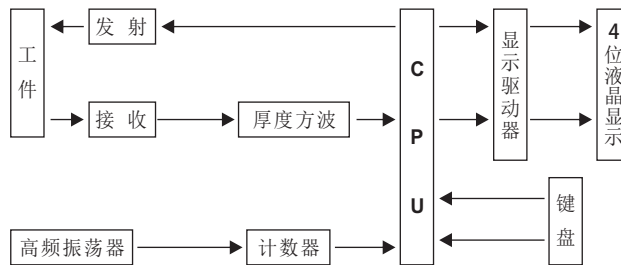 工件
发射
接收
厚度方波
高频振荡器
计数器
CPU
显示驱动器
4位液晶显示
键盘